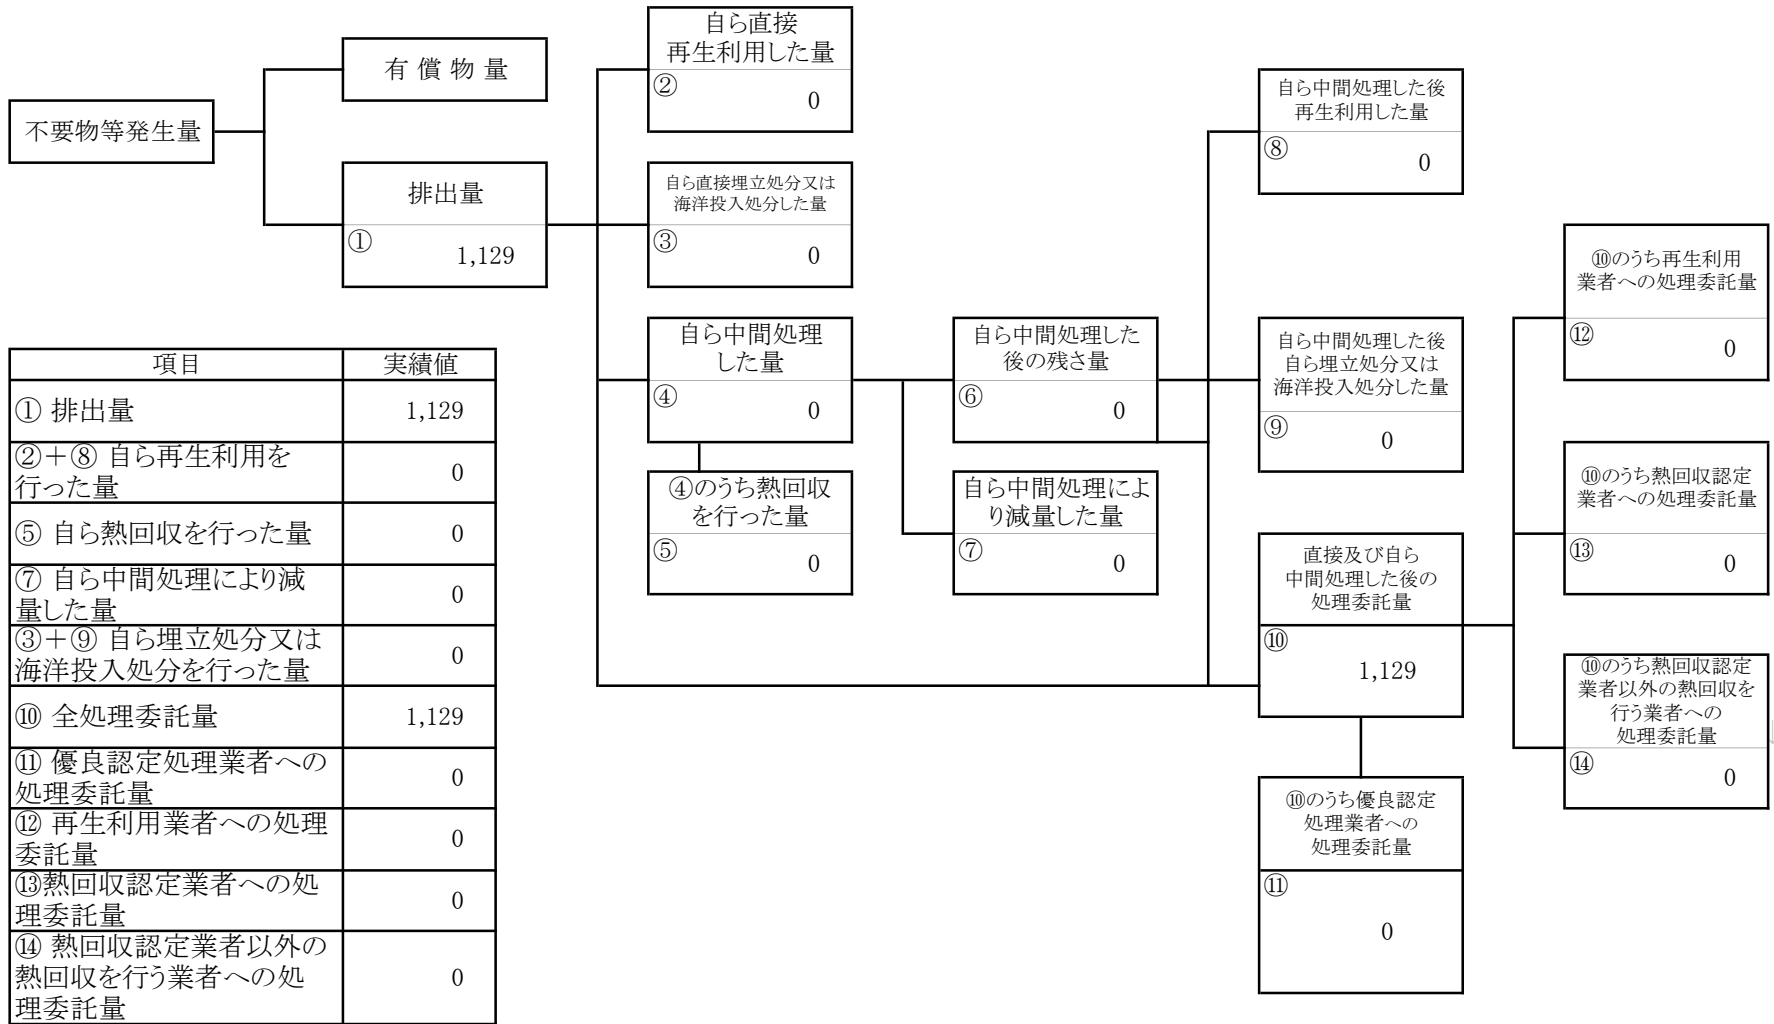 不要物等発生量
有 償 物 量
排出量
①
1,129
自ら直接
再生利用した量
②
0
自ら直接埋立処分又は
海洋投入処分した量
③
0
自ら中間処理
した量
④
0
④のうち熱回収
を行った量
⑤
0
自ら中間処理した
後の残さ量
⑥
0
自ら中間処理によ
り減量した量
⑦
0
自ら中間処理した後
再生利用した量
⑧
0
自ら中間処理した後
自ら埋立処分又は
海洋投入処分した量
⑨
0
直接及び自ら
中間処理した後の
処理委託量
⑩
1,129
⑩のうち優良認定
処理業者への
処理委託量
⑪
0
⑩のうち再生利用
業者への処理委託量
⑫
0
⑩のうち熱回収認定
業者への処理委託量
⑬
0
⑩のうち熱回収認定
業者以外の熱回収を
行う業者への
処理委託量
⑭
0
項目 実績値
① 排出量 1,129
②＋⑧ 自ら再生利用を
行った量 0
⑤ 自ら熱回収を行った量 0
⑦ 自ら中間処理により減
量した量 0
③＋⑨ 自ら埋立処分又は
海洋投入処分を行った量 0
⑩ 全処理委託量 1,129
⑪ 優良認定処理業者への
処理委託量 0
⑫ 再生利用業者への処理
委託量 0
⑬熱回収認定業者への処
理委託量 0
⑭ 熱回収認定業者以外の
熱回収を行う業者への処
理委託量 0